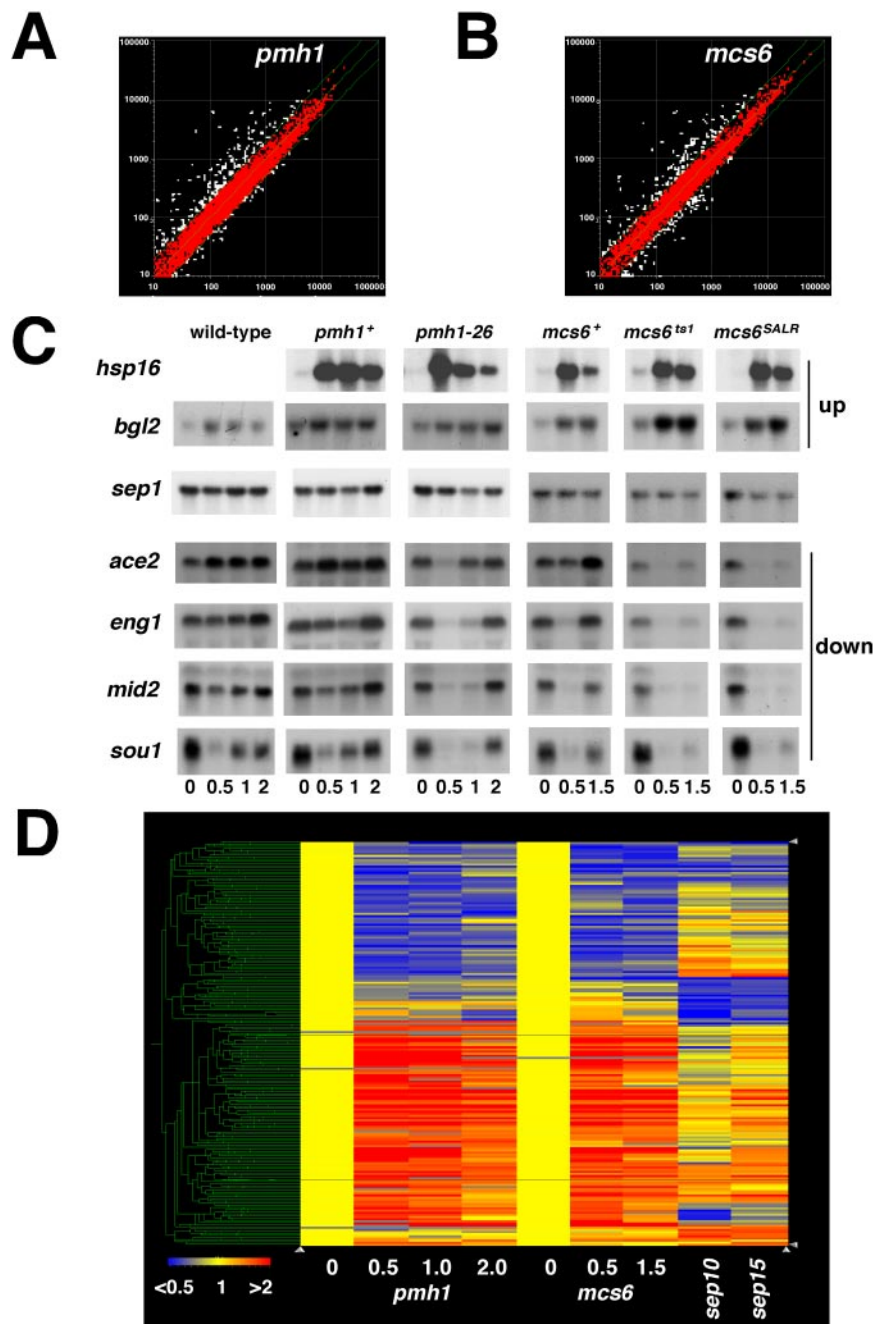 A
B
100000
10000
1000
100
10
pmh1
10 100 1000 10000 100000
100000
10000
1000
100
10
mcs6
10 100 1000 10000 100000
C
wild-type pmh1+ pmh1-26 mcs6+ mcs6ts1 mcs6SALR
hsp16
bgl2
up
sep1
ace2
eng1
mid2
sou1
down
0 0.5 1 2 0 0.5 1 2 0 0.5 1 2 0 0.5 1.5 0 0.5 1.5 0 0.5 1.5
D
<0.5 1 >2
0 0.5 1.0 2.0 0 0.5 1.5 sep10 sep15
pmh1 mcs6